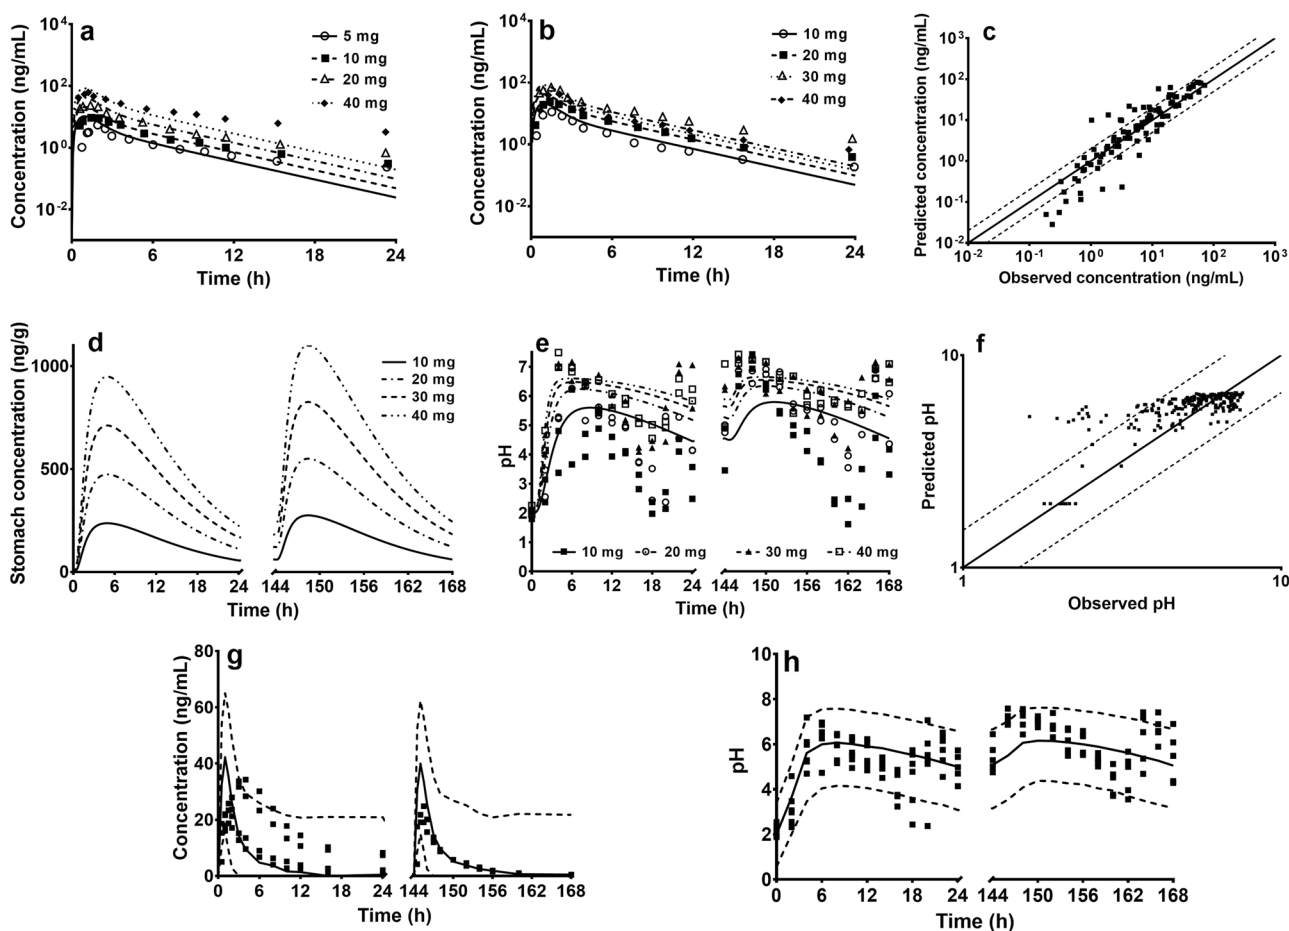 a
Concentration (ng/mL)
10^4
10^2
10^0
10^-2
5 mg
10 mg
20 mg
40 mg
0 6 12 18 24
Time (h)
b
Concentration (ng/mL)
10^4
10^2
10^0
10^-2
10 mg
20 mg
30 mg
40 mg
0 6 12 18 24
Time (h)
c
Predicted concentration (ng/mL)
10^3
10^2
10^1
10^0
10^-1
10^-2
10^-2 10^-1 10^0 10^1 10^2 10^3
Observed concentration (ng/mL)
d
Stomach concentration (ng/g)
1000
500
0
10 mg
20 mg
30 mg
40 mg
0 6 12 18 24 144 150 156 162 168
Time (h)
e
pH
7
6
5
4
3
2
1
0
10 mg 20 mg 30 mg 40 mg
0 6 12 18 24 144 150 156 162 168
Time (h)
f
Predicted pH
10
1
1 10
Observed pH
g
Concentration (ng/mL)
80
60
40
20
0
0 6 12 18 24 144 150 156 162 168
Time (h)
h
pH
10
8
6
4
2
0
0 6 12 18 24 144 150 156 162 168
Time (h)